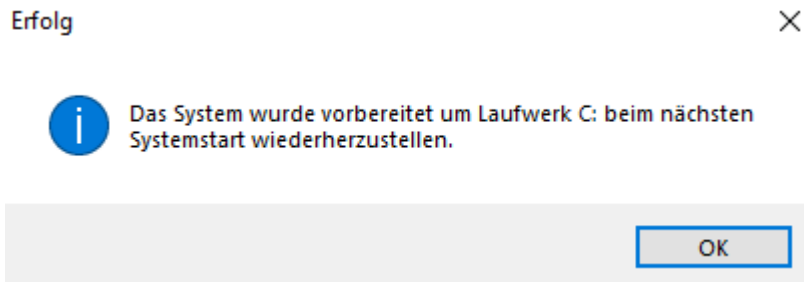 Erfolg
Das System wurde vorbereitet um Laufwerk C: beim nächsten
Systemstart wiederherzustellen.
OK